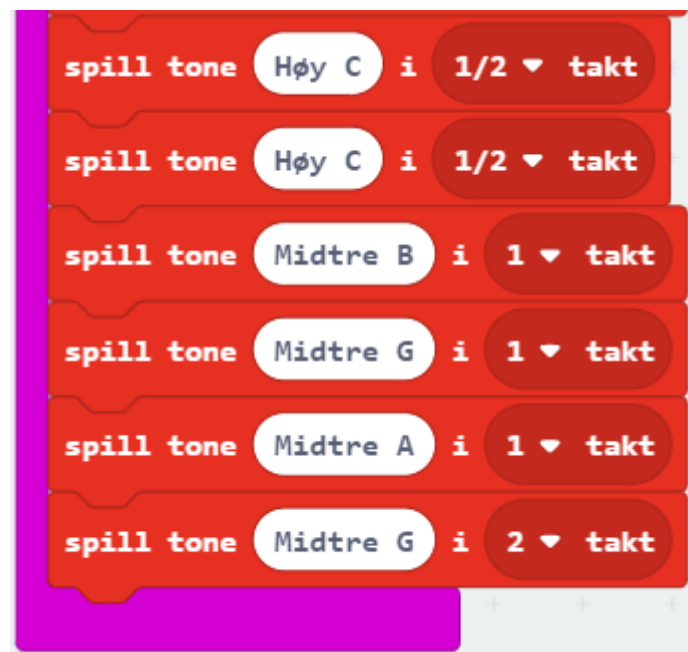 spill tone Høy C i 1/2 takt
spill tone Høy C i 1/2 takt
spill tone Midtre B i 1 takt
spill tone Midtre G i 1 takt
spill tone Midtre A i 1 takt
spill tone Midtre G i 2 takt